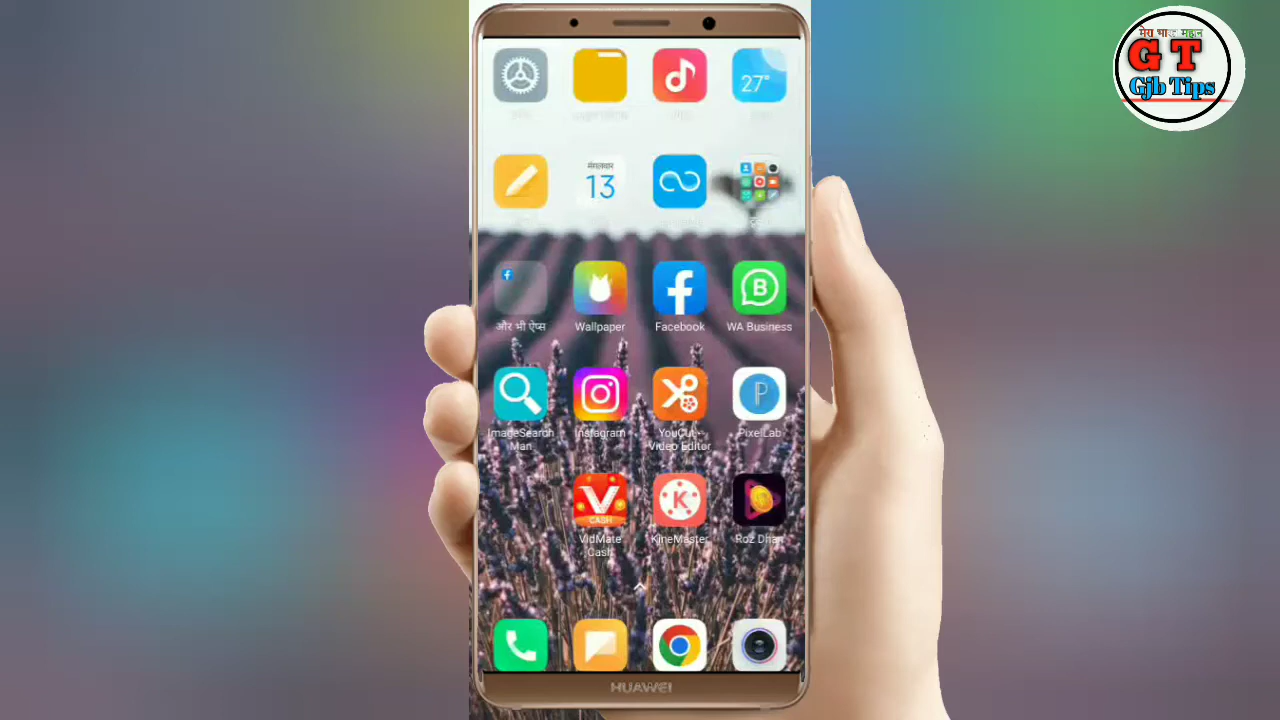 मेरा भारत महान
G T
Gjb Tips
27°
मंगलवार
13
और भी ऐप्स
Wallpaper
Facebook
WA Business
B
ImageSearch
Man
Instagram
YouCut -
Video Editor
PixelLab
P
V
CASH
VidMate
Cash
K
KineMaster
Roz Dhan
HUAWEI